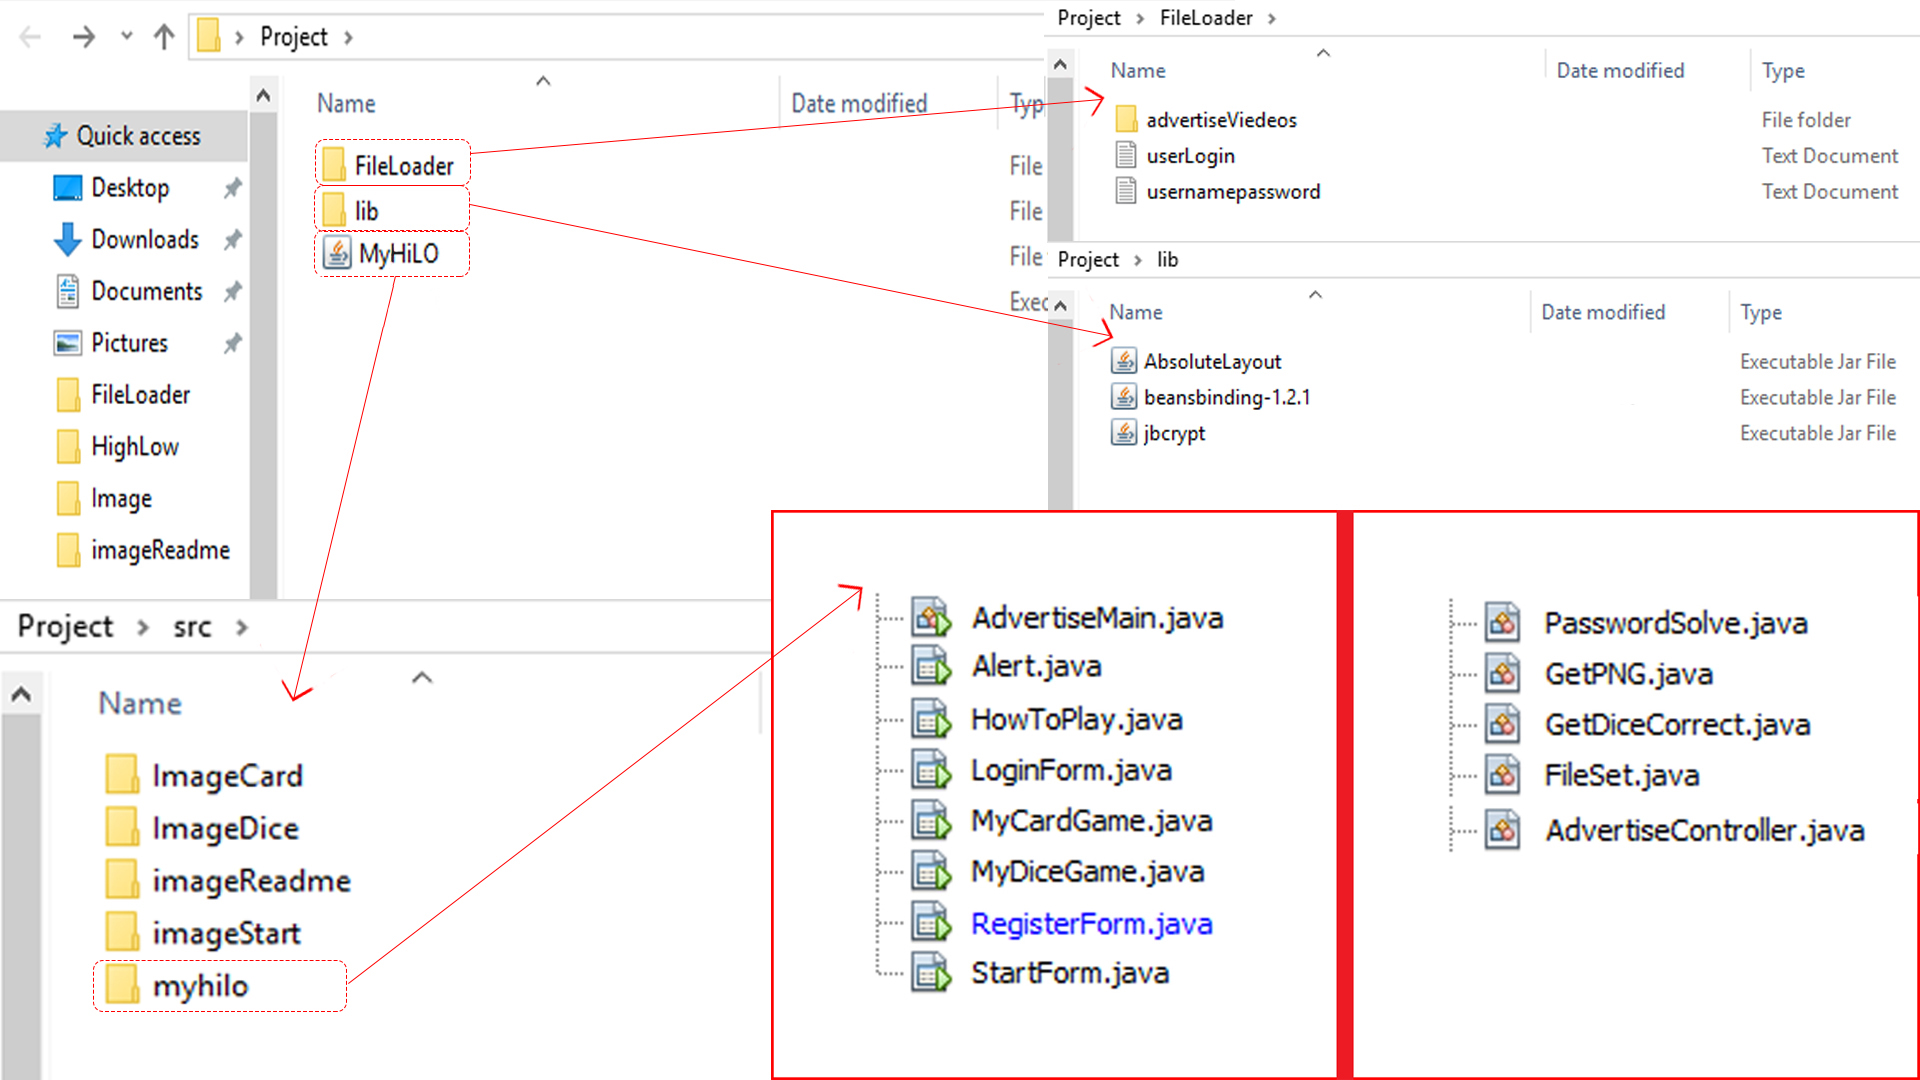 Project
Name
Date modified
Typ
Quick access
Desktop
Downloads
Documents
Pictures
FileLoader
HighLow
Image
imageReadme
FileLoader
File
lib
File
MyHiLO
File
Exec
Project > FileLoader >
Name
Date modified
Type
advertiseViedeos
File folder
userLogin
Text Document
usernamepassword
Text Document
Project > lib
Name
Date modified
Type
AbsoluteLayout
Executable Jar File
beansbinding-1.2.1
Executable Jar File
jbcrypt
Executable Jar File
Project > src >
Name
ImageCard
ImageDice
imageReadme
imageStart
myhilo
AdvertiseMain.java
Alert.java
HowToPlay.java
LoginForm.java
MyCardGame.java
MyDiceGame.java
RegisterForm.java
StartForm.java
PasswordSolve.java
GetPNG.java
GetDiceCorrect.java
FileSet.java
AdvertiseController.java